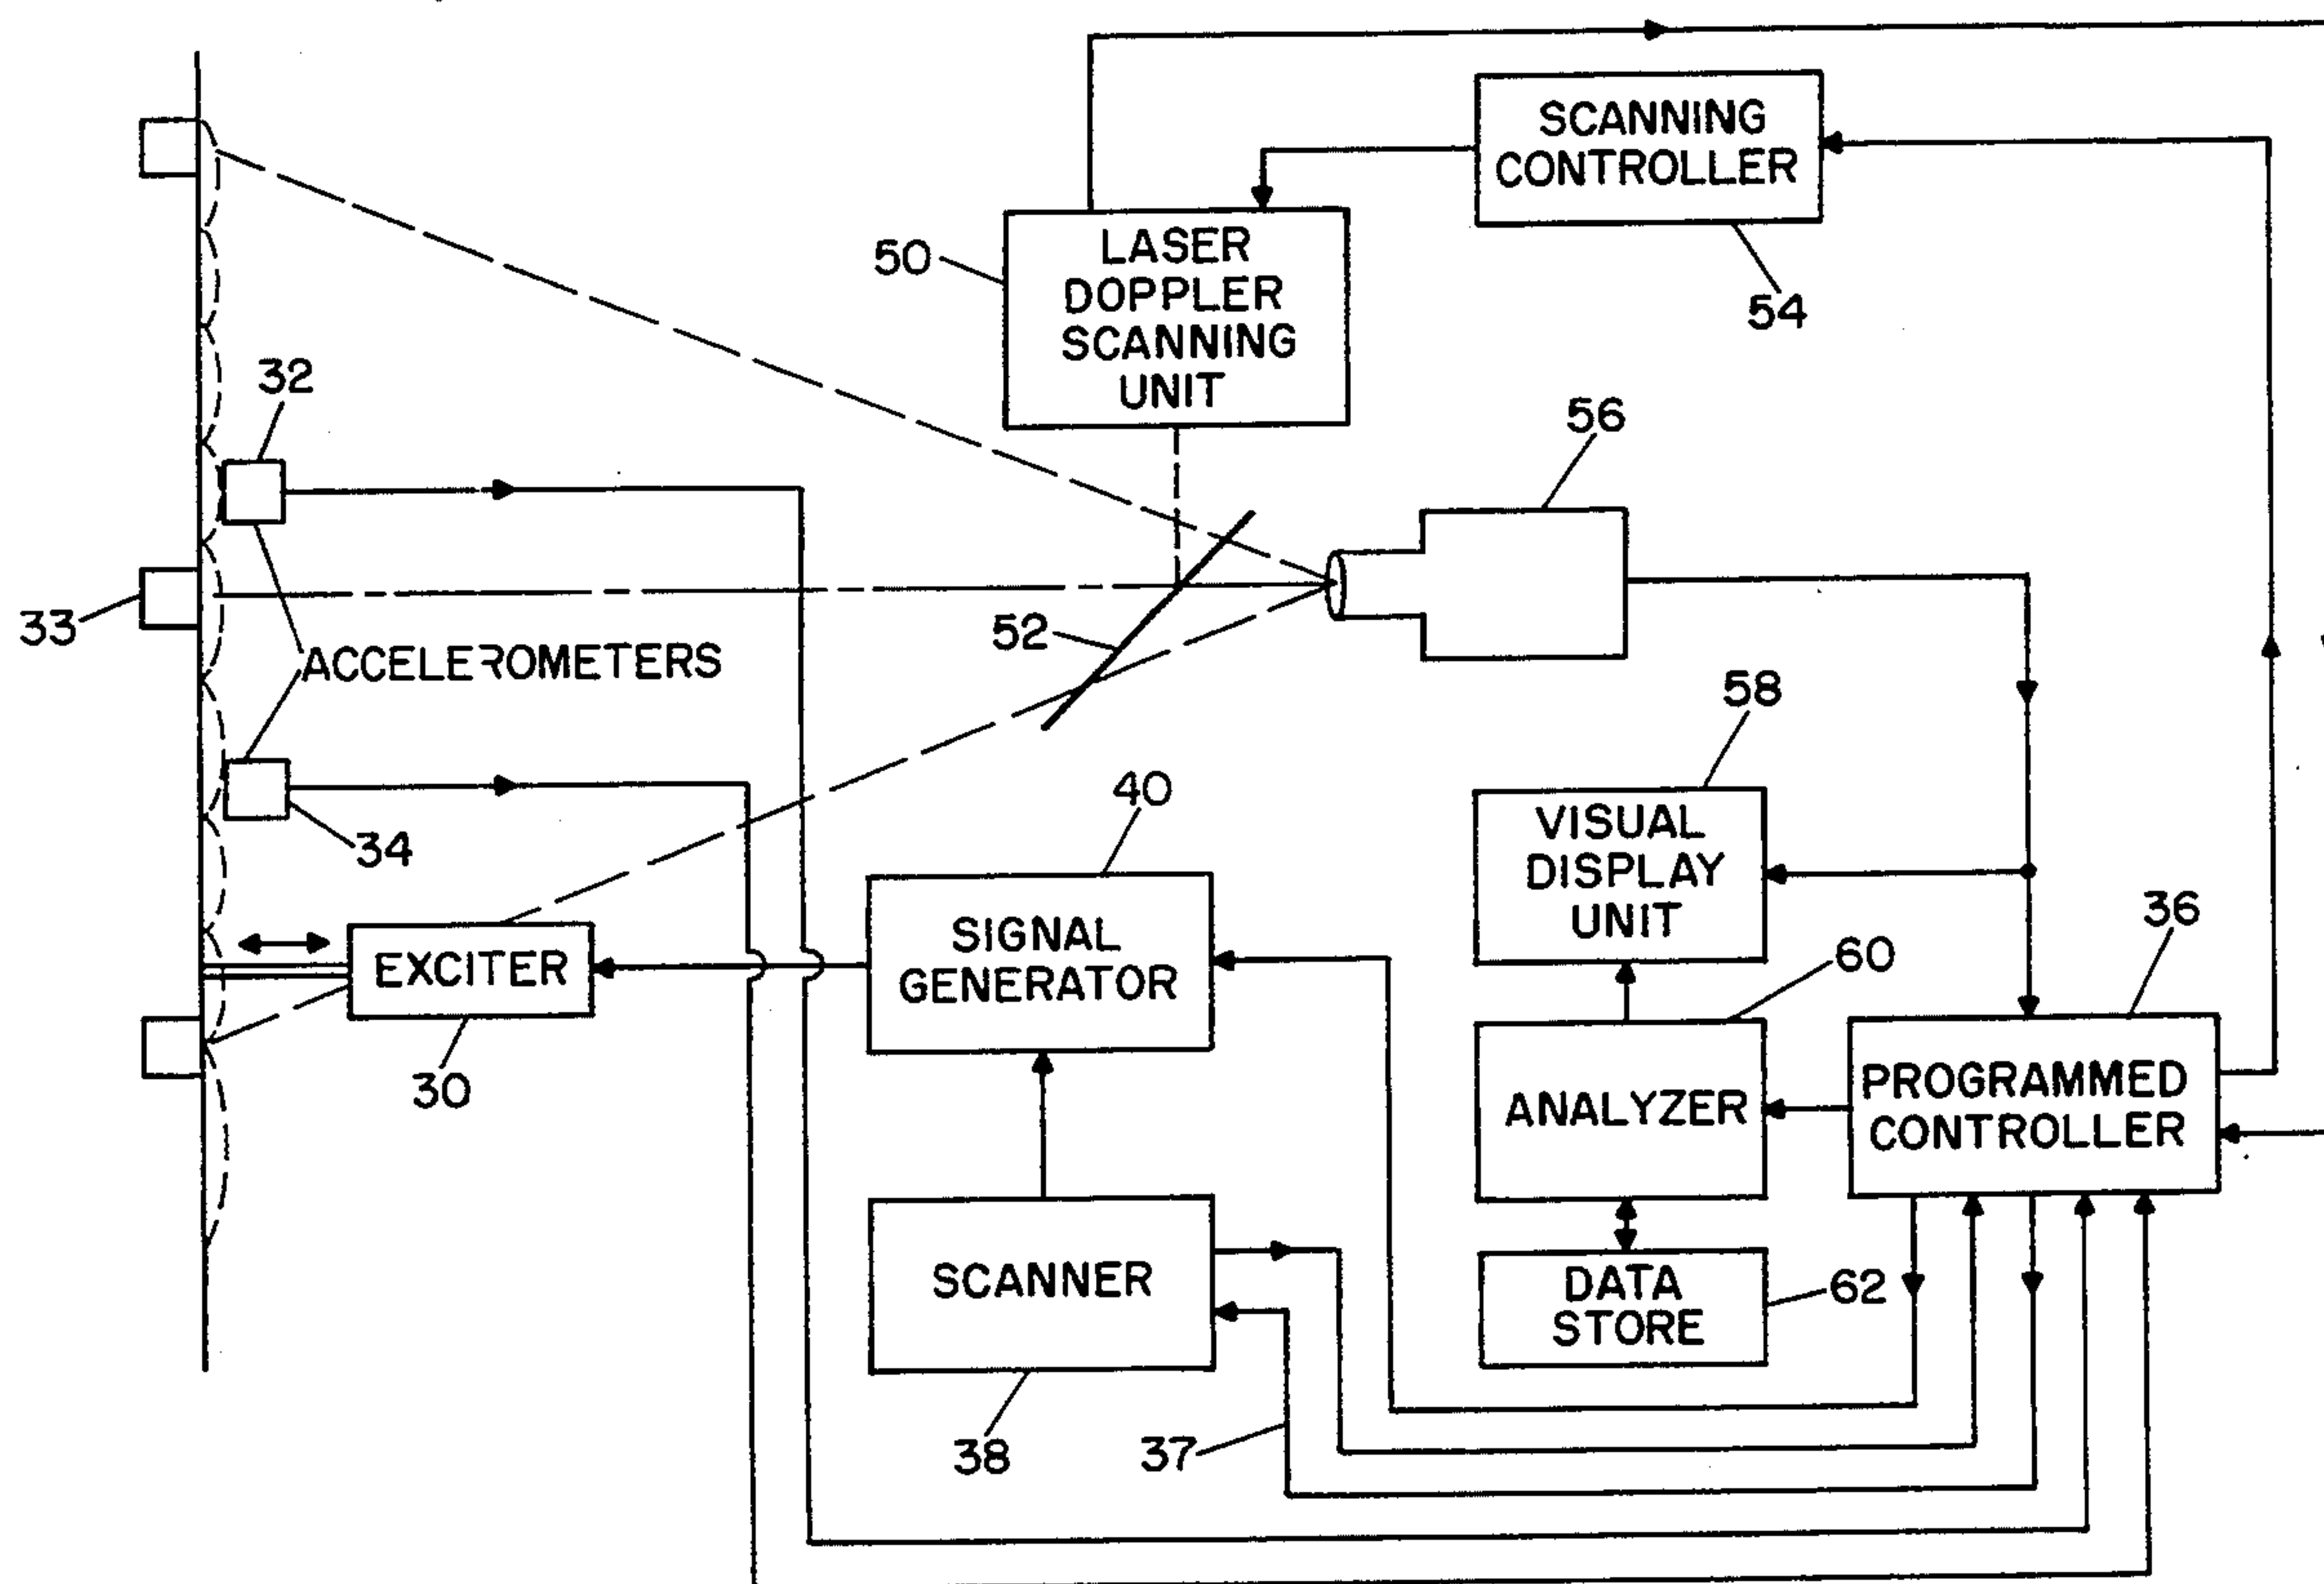 SCANNING
CONTROLLER
54
50
LASER
DOPPLER
SCANNING
UNIT
32
56
33
52
ACCELEROMETERS
58
34
40
VISUAL
DISPLAY
UNIT
36
EXCITER
30
SIGNAL
GENERATOR
60
ANALYZER
PROGRAMMED
CONTROLLER
SCANNER
38
37
DATA
STORE
62